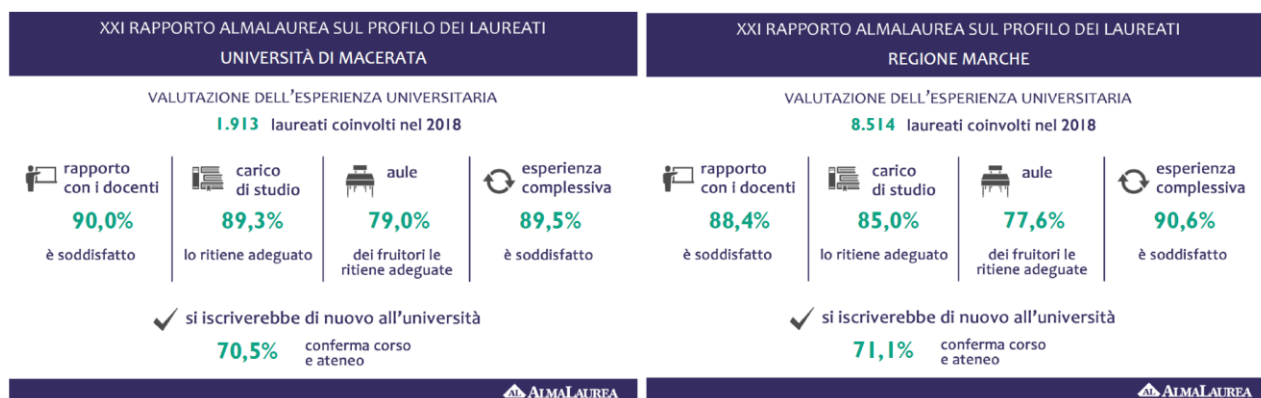 XXI RAPPORTO ALMALAUREA SUL PROFILO DEI LAUREATI
UNIVERSITÀ DI MACERATA
VALUTAZIONE DELL'ESPERIENZA UNIVERSITARIA
1.913 laureati coinvolti nel 2018
rapporto
con i docenti
90,0%
è soddisfatto
carico
di studio
89,3%
lo ritiene adeguato
aule
79,0%
dei fruitori le
ritiene adeguate
esperienza
complessiva
89,5%
è soddisfatto
si iscriverebbe di nuovo all'università
70,5%
conferma corso
e ateneo
AL ALMALAUREA
XXI RAPPORTO ALMALAUREA SUL PROFILO DEI LAUREATI
REGIONE MARCHE
VALUTAZIONE DELL'ESPERIENZA UNIVERSITARIA
8.514 laureati coinvolti nel 2018
rapporto
con i docenti
88,4%
è soddisfatto
carico
di studio
85,0%
lo ritiene adeguato
aule
77,6%
dei fruitori le
ritiene adeguate
esperienza
complessiva
90,6%
è soddisfatto
si iscriverebbe di nuovo all'università
71,1%
conferma corso
e ateneo
AL ALMALAUREA